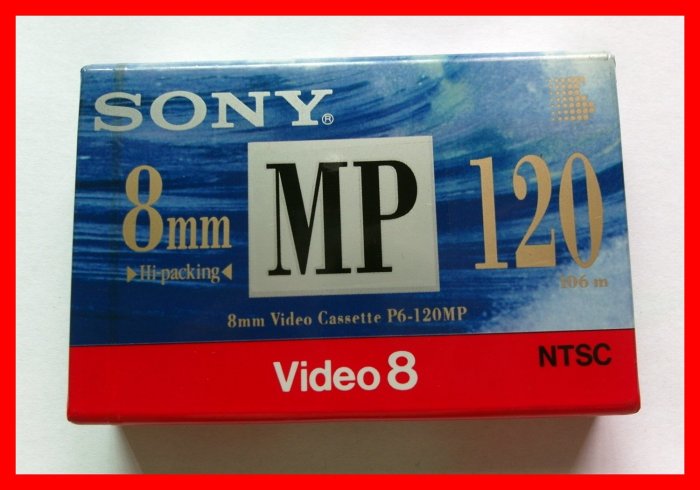 SONY®
8mm MP 120
▶Hi-packing◀ 106 m
8mm Video Cassette P6-120MP
NTSC
Video 8